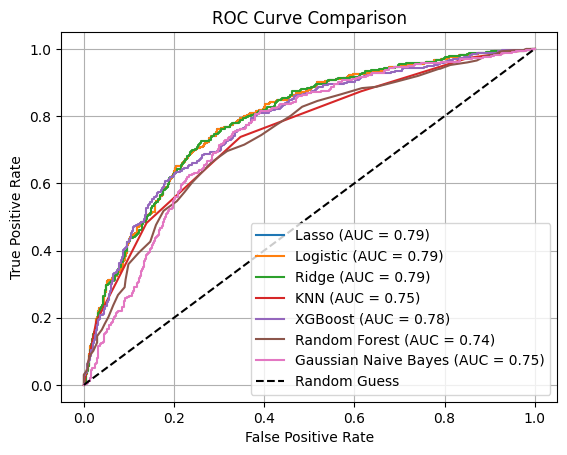 ROC Curve Comparison
True Positive Rate
1.0
0.8
0.6
0.4
0.2
0.0
Lasso (AUC = 0.79)
Logistic (AUC = 0.79)
Ridge (AUC = 0.79)
KNN (AUC = 0.75)
XGBoost (AUC = 0.78)
Random Forest (AUC = 0.74)
Gaussian Naive Bayes (AUC = 0.75)
Random Guess
0.0 0.2 0.4 0.6 0.8 1.0
False Positive Rate